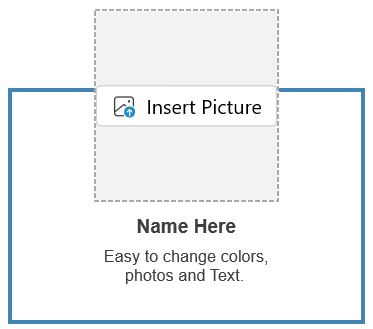 Insert Picture
Name Here
Easy to change colors,
photos and Text.